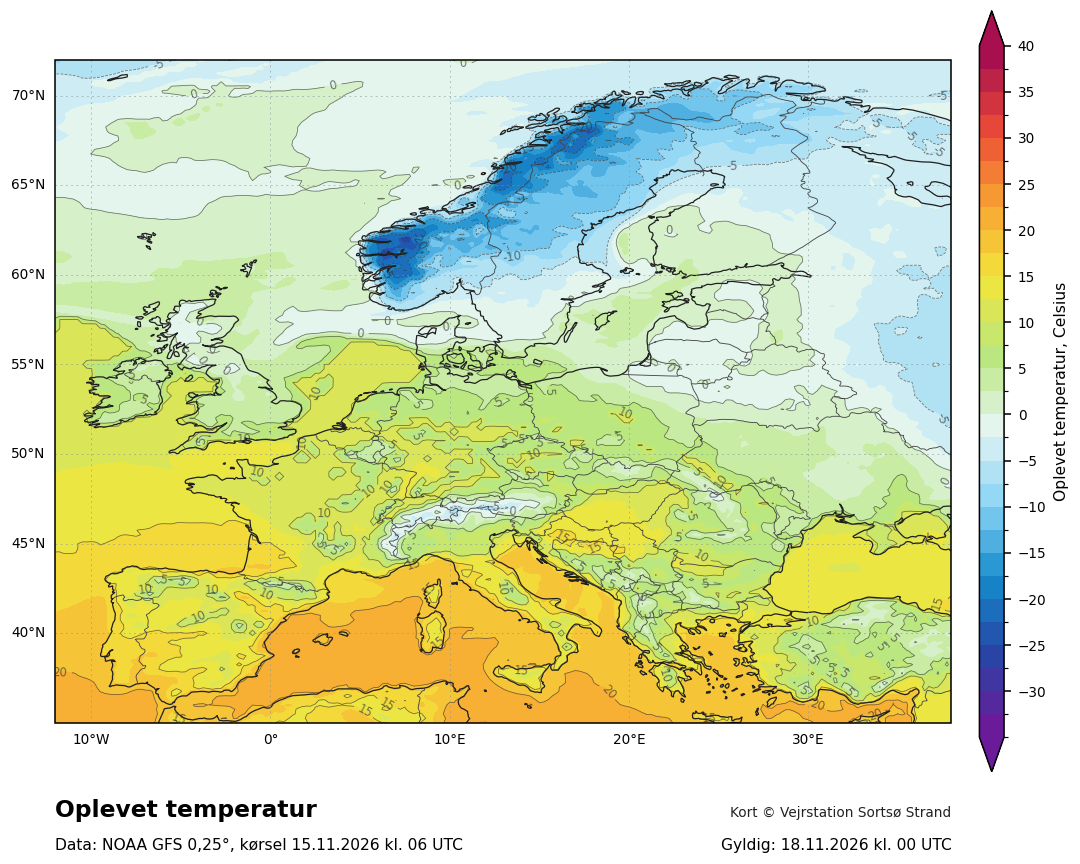 70°N
65°N
60°N
55°N
50°N
45°N
40°N
10°W
0°
10°E
20°E
30°E
40
35
30
25
20
15
10
5
0
−5
−10
−15
−20
−25
−30
Oplevet temperatur, Celsius
Oplevet temperatur
Kort © Vejrstation Sortsø Strand
Data: NOAA GFS 0,25°, kørsel 15.11.2026 kl. 06 UTC
Gyldig: 18.11.2026 kl. 00 UTC